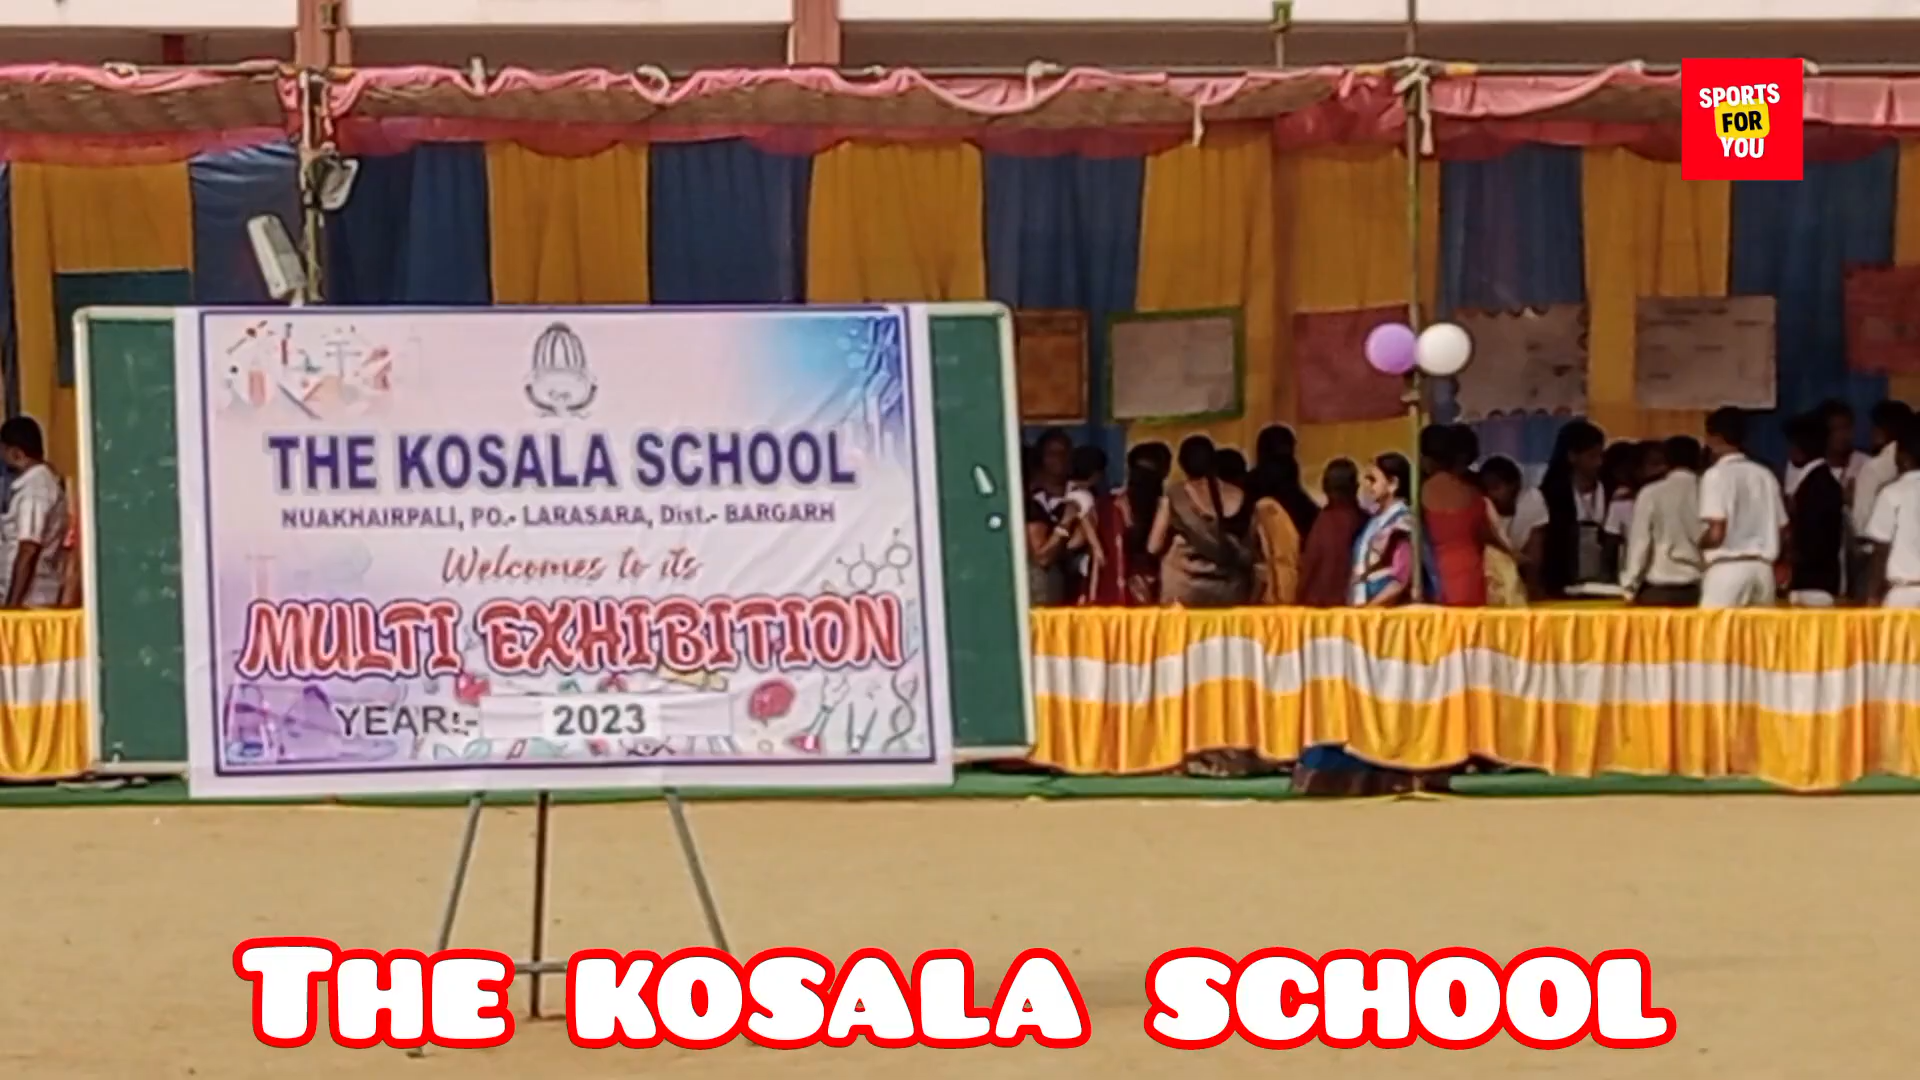 SPORTS
FOR
YOU
THE KOSALA SCHOOL
NUAKHAIRPALI, PO.- LARASARA, Dist.- BARGARH
Welcomes to its
MULTI EXHIBITION
YEAR:- 2023
THE KOSALA SCHOOL